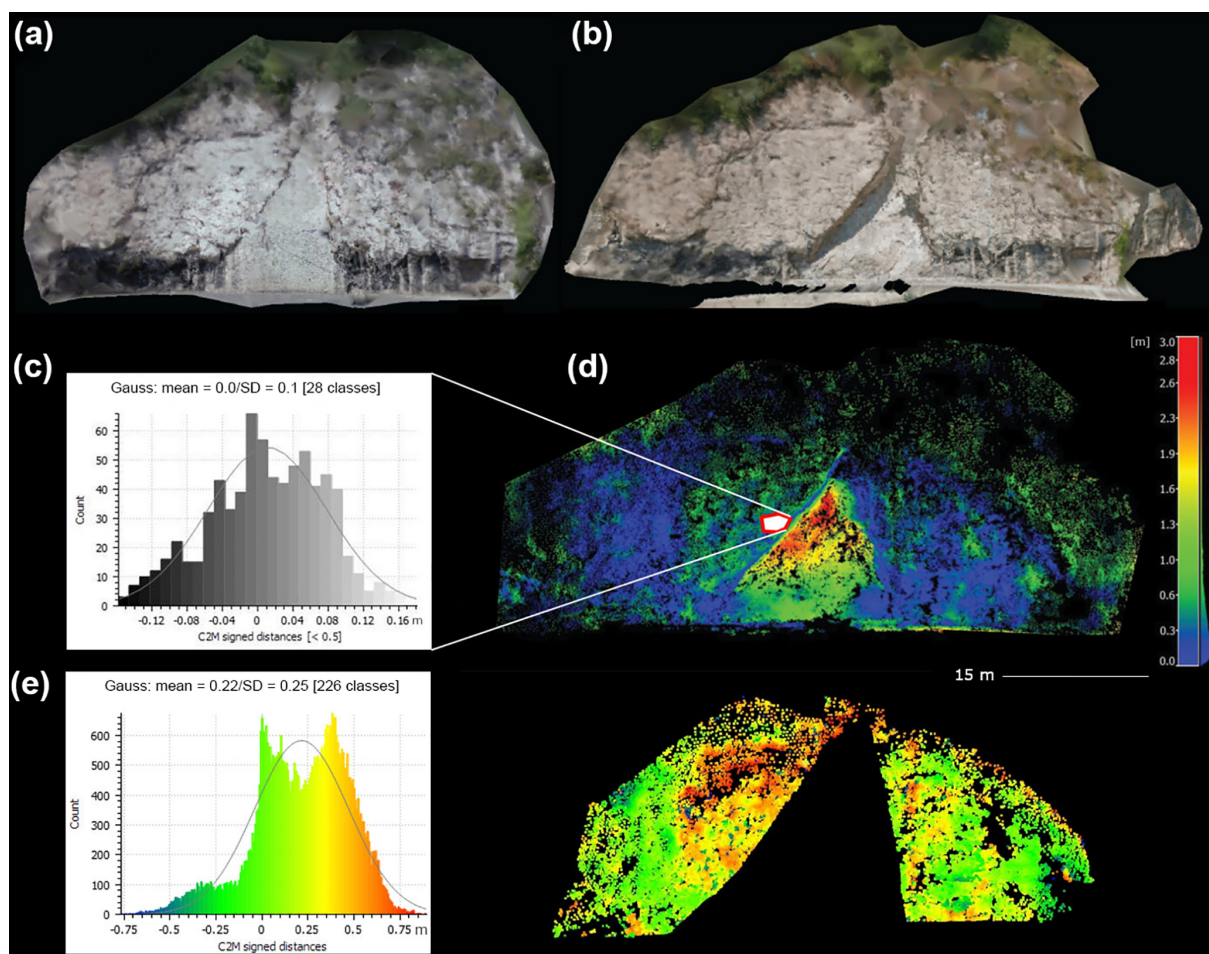 (a)
(b)
(c)
Gauss: mean = 0.0/SD = 0.1 [28 classes]
Count
60
50
40
30
20
10
0
-0.12 -0.08 -0.04 0 0.04 0.08 0.12 0.16 m
C2M signed distances [< 0.5]
(d)
[m]
3.0
2.8
2.6
2.3
1.9
1.6
1.3
1.0
0.6
0.3
0.0
15 m
(e)
Gauss: mean = 0.22/SD = 0.25 [226 classes]
Count
600
500
400
300
200
100
0
-0.75 -0.5 -0.25 0 0.25 0.5 0.75 m
C2M signed distances